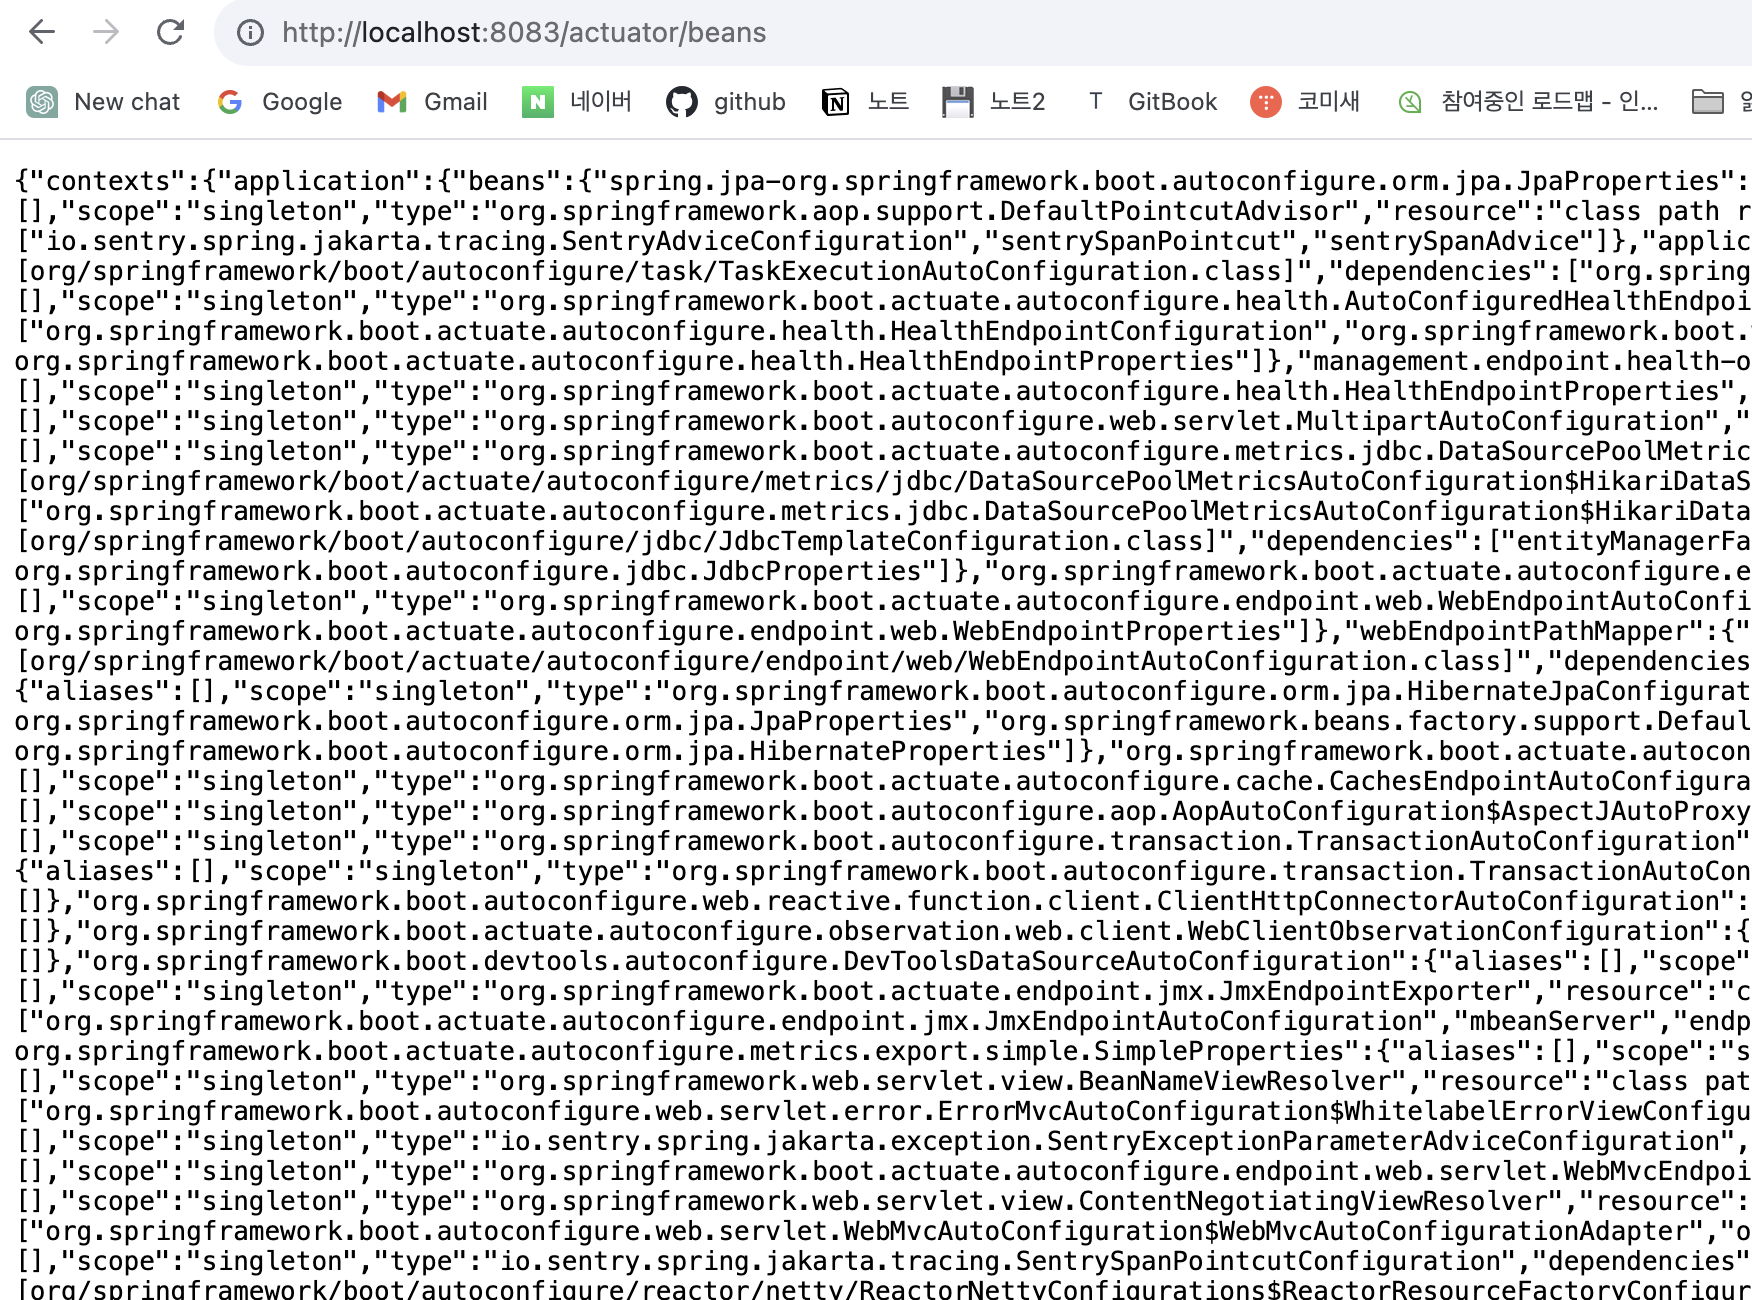 http://localhost:8083/actuator/beans
New chat Google Gmail 네이버 github 노트 노트2 T GitBook 코미새 참여중인 로드맵 - 인...
{"contexts":{"application":{"beans":{"spring.jpa-org.springframework.boot.autoconfigure.orm.jpa.JpaProperties":
[],"scope":"singleton","type":"org.springframework.aop.support.DefaultPointcutAdvisor","resource":"class path r
["io.sentry.spring.jakarta.tracing.SentryAdviceConfiguration","sentrySpanPointcut","sentrySpanAdvice"]},"applic
[org/springframework/boot/autoconfigure/task/TaskExecutionAutoConfiguration.class]","dependencies":["org.spring
[],"scope":"singleton","type":"org.springframework.boot.actuate.autoconfigure.health.AutoConfiguredHealthEndpoi
["org.springframework.boot.actuate.autoconfigure.health.HealthEndpointConfiguration","org.springframework.boot.
org.springframework.boot.actuate.autoconfigure.health.HealthEndpointProperties"]},"management.endpoint.health-o
[],"scope":"singleton","type":"org.springframework.boot.actuate.autoconfigure.health.HealthEndpointProperties",
[],"scope":"singleton","type":"org.springframework.boot.autoconfigure.web.servlet.MultipartAutoConfiguration","
[],"scope":"singleton","type":"org.springframework.boot.actuate.autoconfigure.metrics.jdbc.DataSourcePoolMetric
[org/springframework/boot/actuate/autoconfigure/metrics/jdbc/DataSourcePoolMetricsAutoConfiguration$HikariDataS
["org.springframework.boot.actuate.autoconfigure.metrics.jdbc.DataSourcePoolMetricsAutoConfiguration$HikariData
[org/springframework/boot/autoconfigure/jdbc/JdbcTemplateConfiguration.class]","dependencies":["entityManagerFa
org.springframework.boot.autoconfigure.jdbc.JdbcProperties"]},"org.springframework.boot.actuate.autoconfigure.e
[],"scope":"singleton","type":"org.springframework.boot.actuate.autoconfigure.endpoint.web.WebEndpointAutoConfi
org.springframework.boot.actuate.autoconfigure.endpoint.web.WebEndpointProperties"]},"webEndpointPathMapper":{"
[org/springframework/boot/actuate/autoconfigure/endpoint/web/WebEndpointAutoConfiguration.class]","dependencies
{"aliases":[],"scope":"singleton","type":"org.springframework.boot.autoconfigure.orm.jpa.HibernateJpaConfigurat
org.springframework.boot.autoconfigure.orm.jpa.JpaProperties","org.springframework.beans.factory.support.Defaul
org.springframework.boot.autoconfigure.orm.jpa.HibernateProperties"]},"org.springframework.boot.actuate.autocon
[],"scope":"singleton","type":"org.springframework.boot.actuate.autoconfigure.cache.CachesEndpointAutoConfigura
[],"scope":"singleton","type":"org.springframework.boot.autoconfigure.aop.AopAutoConfiguration$AspectJAutoProxy
[],"scope":"singleton","type":"org.springframework.boot.autoconfigure.transaction.TransactionAutoConfiguration"
{"aliases":[],"scope":"singleton","type":"org.springframework.boot.autoconfigure.transaction.TransactionAutoCon
[]},"org.springframework.boot.autoconfigure.web.reactive.function.client.ClientHttpConnectorAutoConfiguration":
[]},"org.springframework.boot.actuate.autoconfigure.observation.web.client.WebClientObservationConfiguration":{
[]},"org.springframework.boot.devtools.autoconfigure.DevToolsDataSourceAutoConfiguration":{"aliases":[],"scope"
[],"scope":"singleton","type":"org.springframework.boot.actuate.endpoint.jmx.JmxEndpointExporter","resource":"c
["org.springframework.boot.actuate.autoconfigure.endpoint.jmx.JmxEndpointAutoConfiguration","mbeanServer","endp
org.springframework.boot.actuate.autoconfigure.metrics.export.simple.SimpleProperties":{"aliases":[],"scope":"s
[],"scope":"singleton","type":"org.springframework.web.servlet.view.BeanNameViewResolver","resource":"class pat
["org.springframework.boot.autoconfigure.web.servlet.error.ErrorMvcAutoConfiguration$WhitelabelErrorViewConfigu
[],"scope":"singleton","type":"io.sentry.spring.jakarta.exception.SentryExceptionParameterAdviceConfiguration",
[],"scope":"singleton","type":"org.springframework.boot.actuate.autoconfigure.endpoint.web.servlet.WebMvcEndpoi
[],"scope":"singleton","type":"org.springframework.web.servlet.view.ContentNegotiatingViewResolver","resource":
["org.springframework.boot.autoconfigure.web.servlet.WebMvcAutoConfiguration$WebMvcAutoConfigurationAdapter","o
[],"scope":"singleton","type":"io.sentry.spring.jakarta.tracing.SentrySpanPointcutConfiguration","dependencies"
[org/springframework/boot/autoconfigure/reactor/netty/ReactorNettyConfigurations$ReactorResourceFactoryConfigur